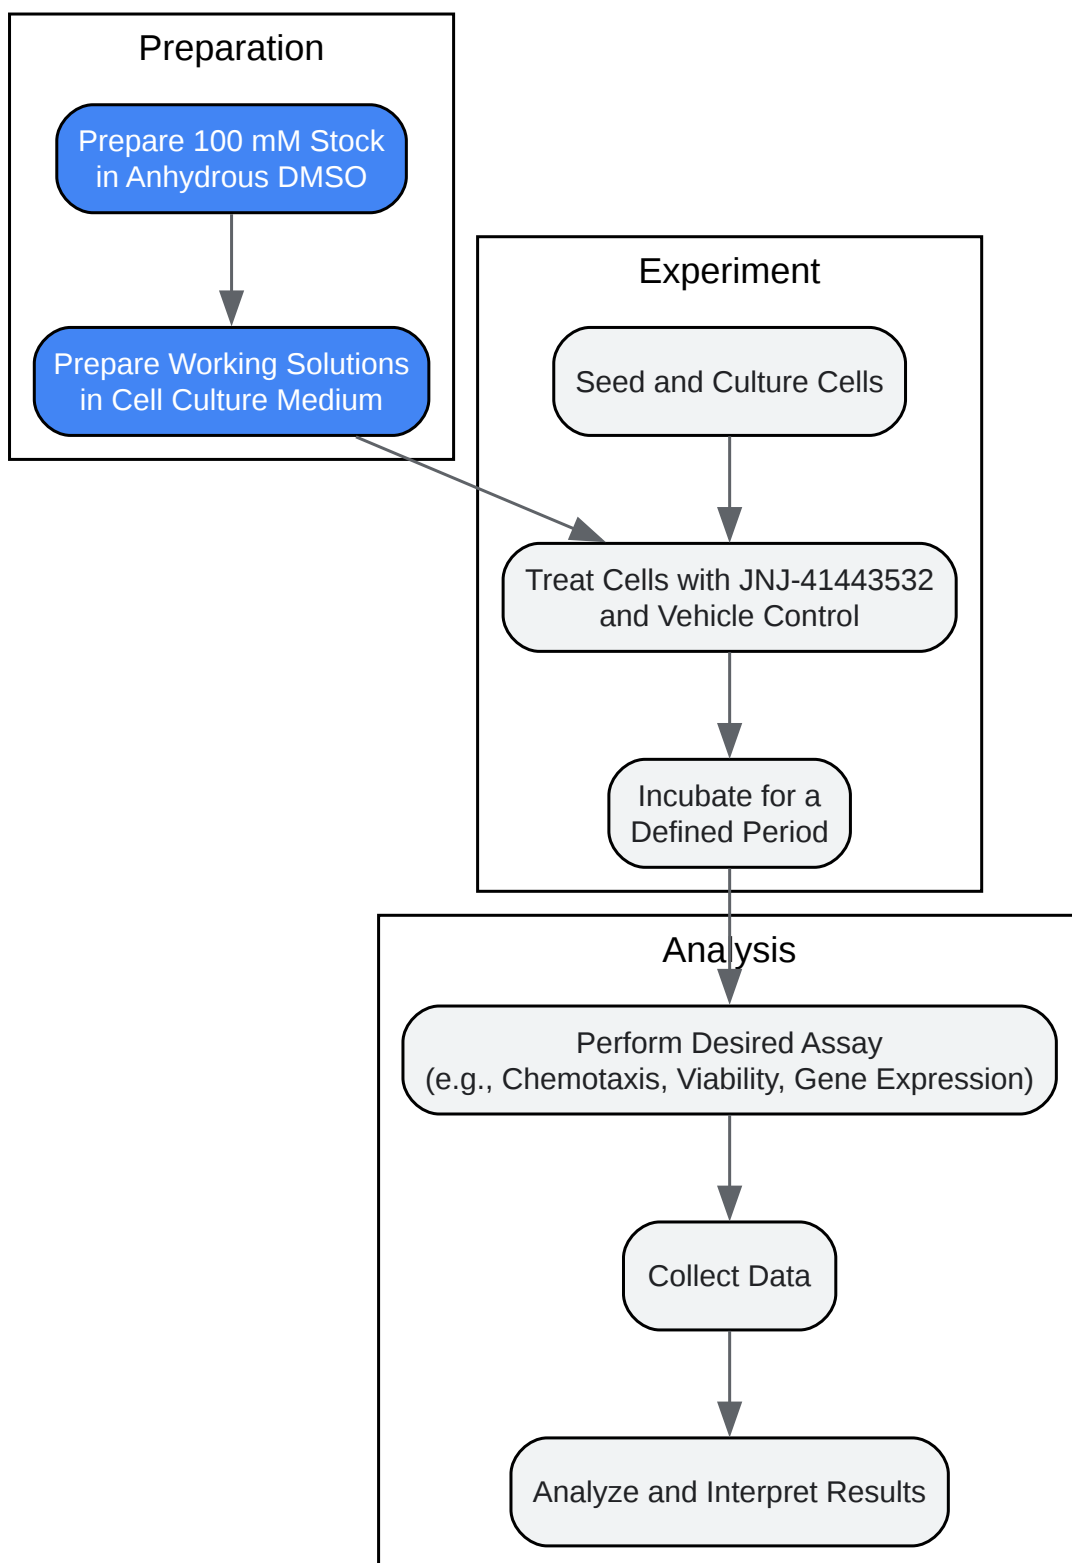 Preparation
Prepare 100 mM Stock
in Anhydrous DMSO
Prepare Working Solutions
in Cell Culture Medium
Experiment
Seed and Culture Cells
Treat Cells with JNJ-41443532
and Vehicle Control
Incubate for a
Defined Period
Analysis
Perform Desired Assay
(e.g., Chemotaxis, Viability, Gene Expression)
Collect Data
Analyze and Interpret Results